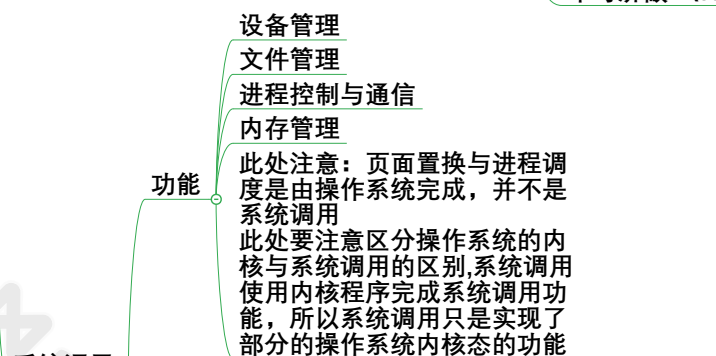 设备管理
文件管理
进程控制与通信
内存管理
功能
此处注意：页面置换与进程调
度是由操作系统完成，并不是
系统调用
此处要注意区分操作系统的内
核与系统调用的区别,系统调用
使用内核程序完成系统调用功
能，所以系统调用只是实现了
部分的操作系统内核态的功能